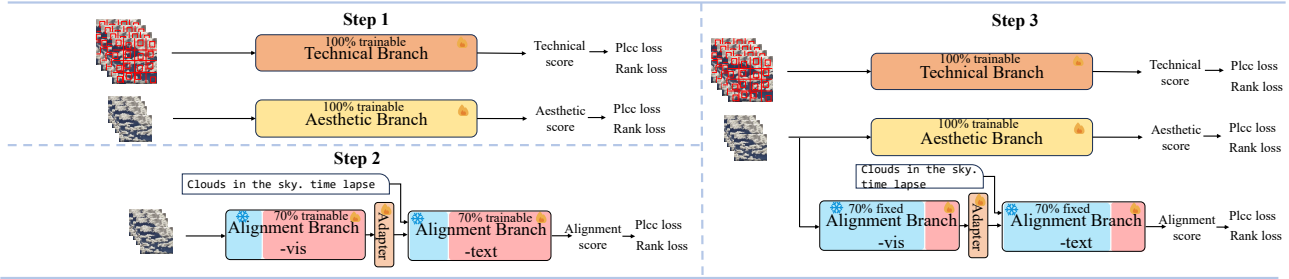 Step 1
100% trainable
Technical Branch
Technical
score
Plcc loss
Rank loss
100% trainable
Aesthetic Branch
Aesthetic
score
Plcc loss
Rank loss
Step 2
Clouds in the sky. time lapse
70% trainable
Alignment Branch
-vis
Adapter
70% trainable
Alignment Branch
-text
Alignment
score
Plcc loss
Rank loss
Step 3
100% trainable
Technical Branch
Technical
score
Plcc loss
Rank loss
100% trainable
Aesthetic Branch
Aesthetic
score
Plcc loss
Rank loss
Clouds in the sky.
time lapse
70% fixed
Alignment Branch
-vis
Adapter
70% fixed
Alignment Branch
-text
Alignment
score
Plcc loss
Rank loss